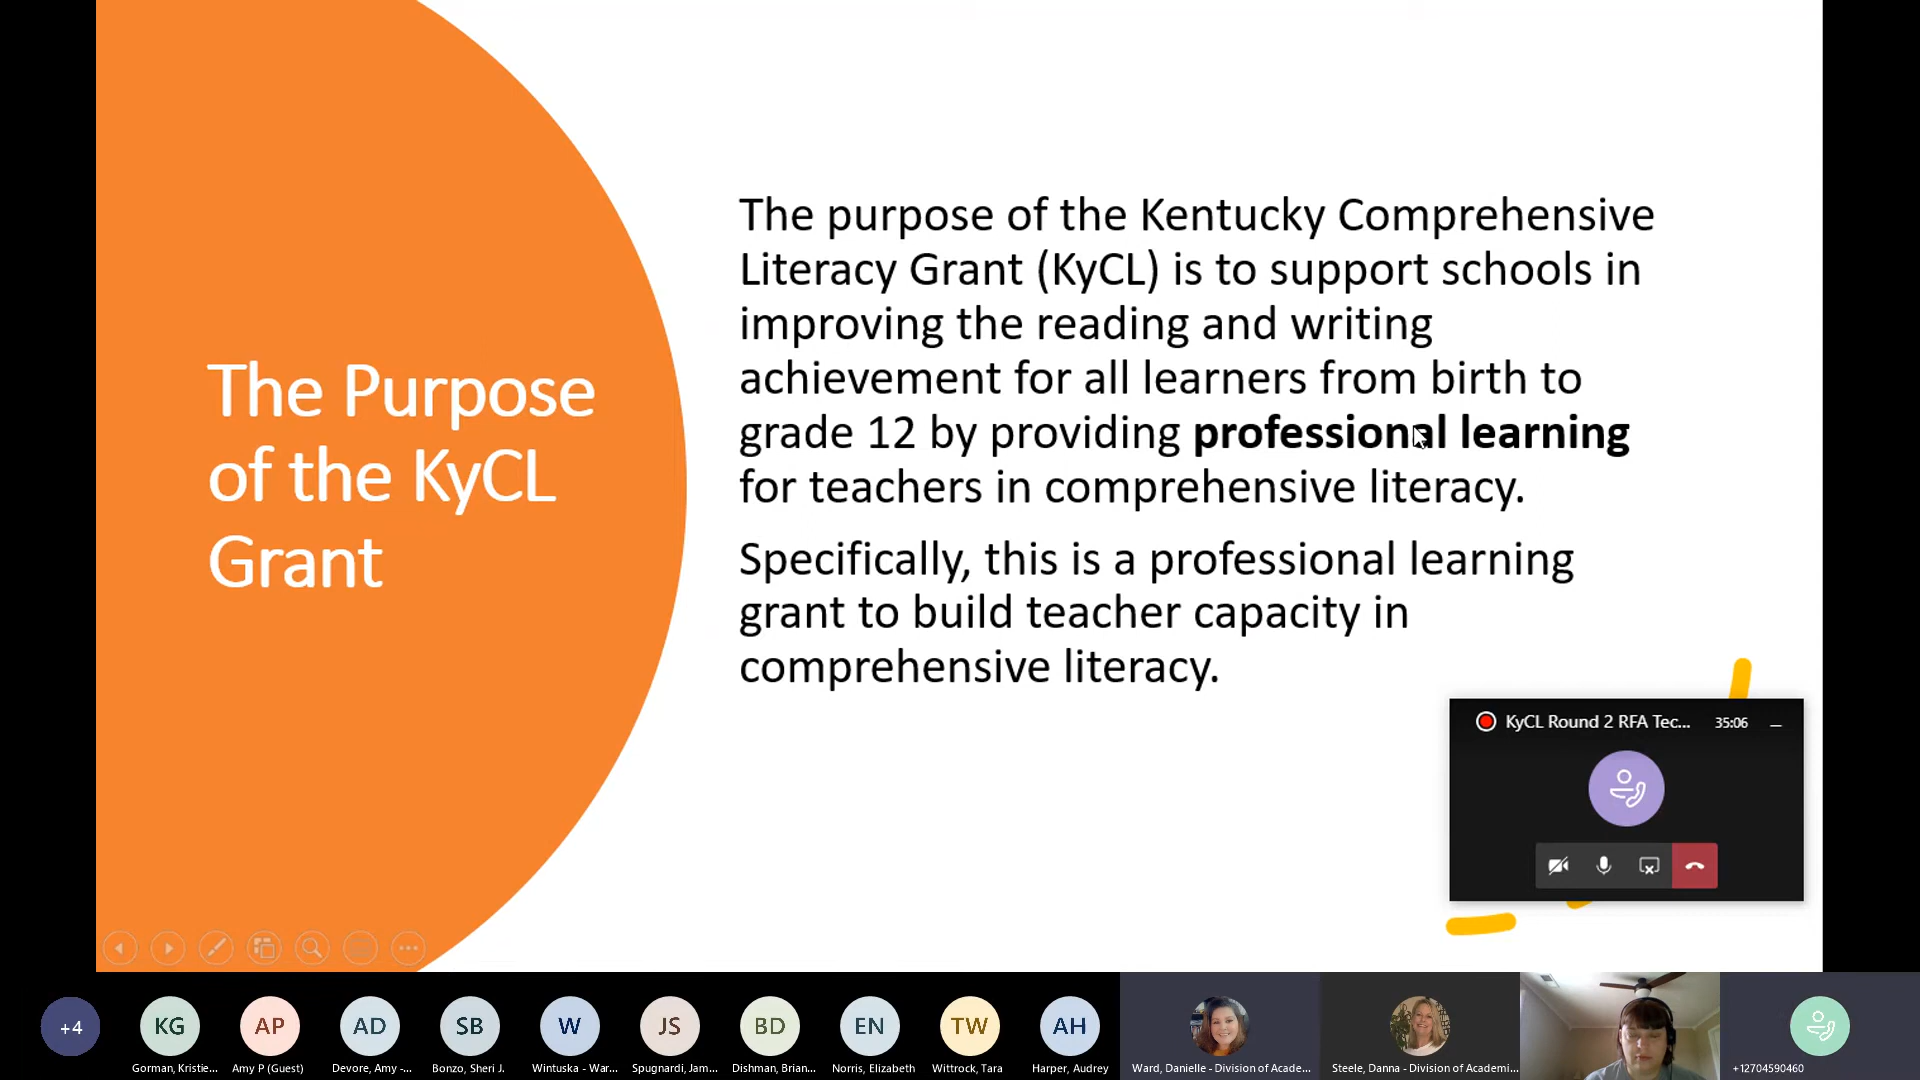 The Purpose
of the KyCL
Grant
The purpose of the Kentucky Comprehensive
Literacy Grant (KyCL) is to support schools in
improving the reading and writing
achievement for all learners from birth to
grade 12 by providing professional learning
for teachers in comprehensive literacy.
Specifically, this is a professional learning
grant to build teacher capacity in
comprehensive literacy.
KyCL Round 2 RFA Tec... 35:06
+4
KG
AP
AD
SB
W
JS
BD
EN
TW
AH
Gorman, Kristie...
Amy P (Guest)
Devore, Amy -...
Bonzo, Sheri J.
Wintuska - War...
Spugnardi, Jam...
Dishman, Brian...
Norris, Elizabeth
Wittrock, Tara
Harper, Audrey
Ward, Danielle - Division of Acade...
Steele, Danna - Division of Academi...
+12704590460